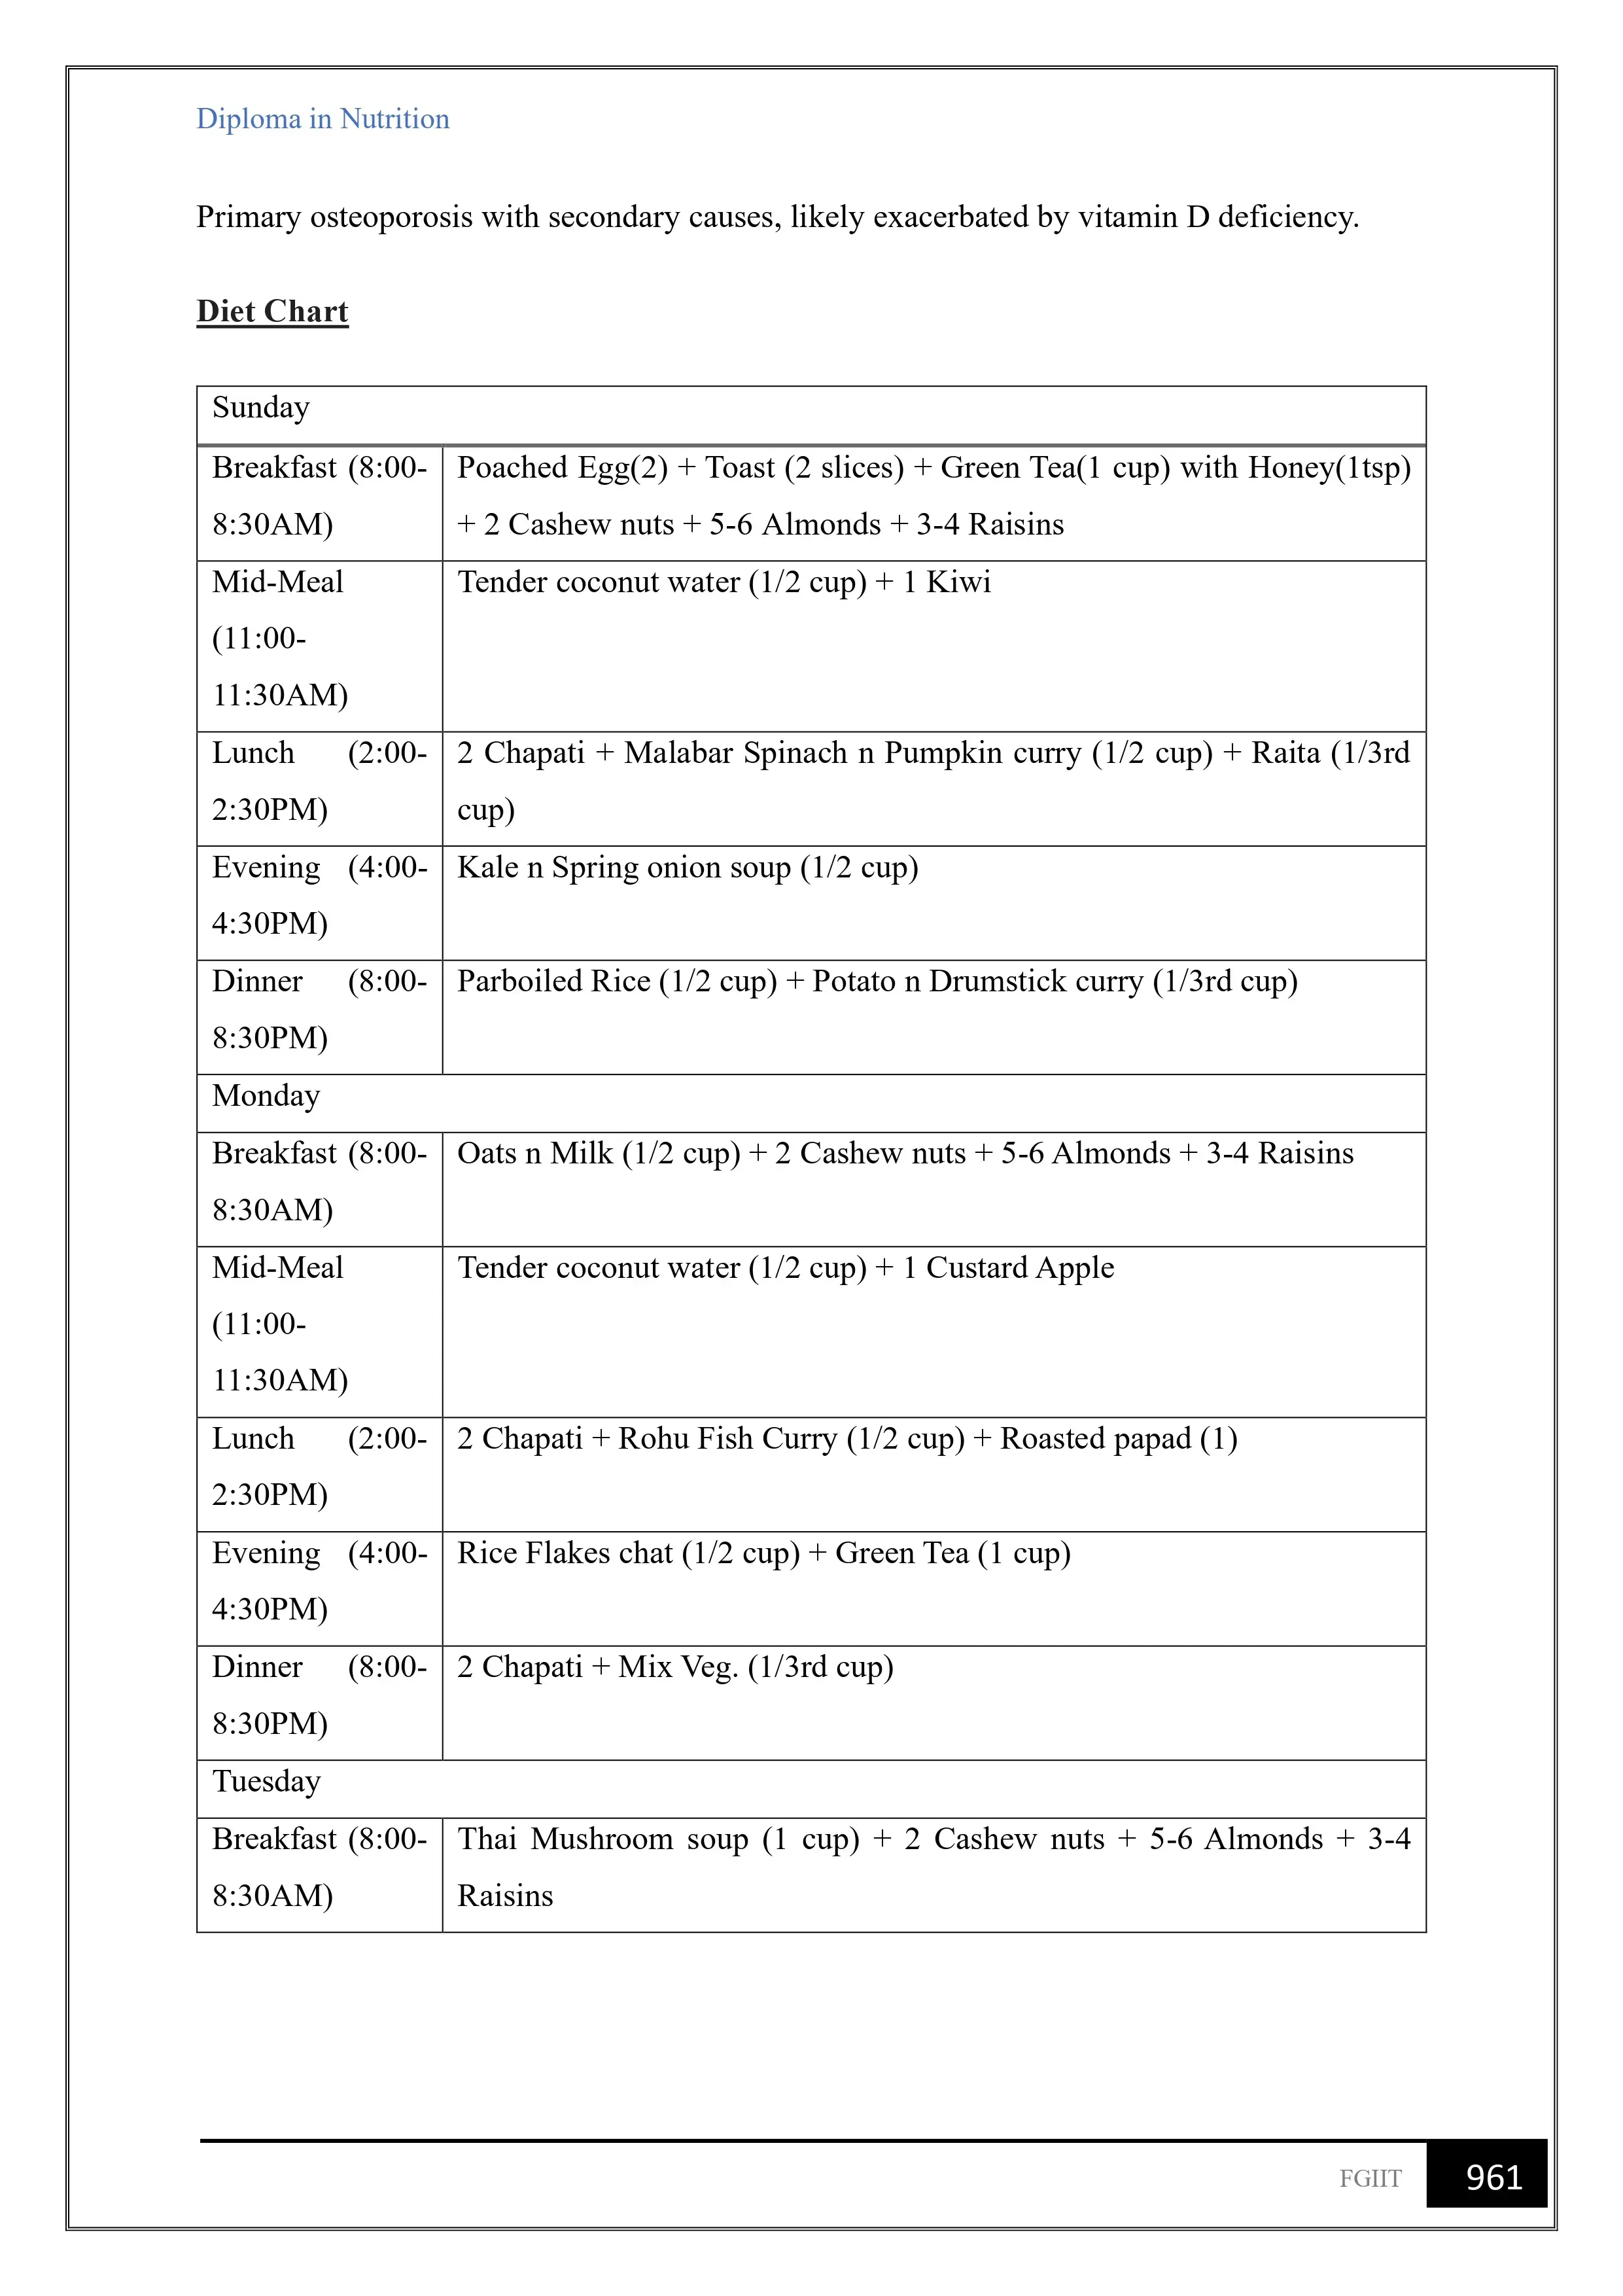 Diploma in Nutrition
Primary osteoporosis with secondary causes, likely exacerbated by vitamin D deficiency.
Diet Chart
Sunday
Breakfast (8:00-
8:30AM)
Poached Egg(2) + Toast (2 slices) + Green Tea(1 cup) with Honey(1tsp)
+ 2 Cashew nuts + 5-6 Almonds + 3-4 Raisins
Mid-Meal
(11:00-
11:30AM)
Tender coconut water (1/2 cup) + 1 Kiwi
Lunch (2:00-
2:30PM)
2 Chapati + Malabar Spinach n Pumpkin curry (1/2 cup) + Raita (1/3rd
cup)
Evening (4:00-
4:30PM)
Kale n Spring onion soup (1/2 cup)
Dinner (8:00-
8:30PM)
Parboiled Rice (1/2 cup) + Potato n Drumstick curry (1/3rd cup)
Monday
Breakfast (8:00-
8:30AM)
Oats n Milk (1/2 cup) + 2 Cashew nuts + 5-6 Almonds + 3-4 Raisins
Mid-Meal
(11:00-
11:30AM)
Tender coconut water (1/2 cup) + 1 Custard Apple
Lunch (2:00-
2:30PM)
2 Chapati + Rohu Fish Curry (1/2 cup) + Roasted papad (1)
Evening (4:00-
4:30PM)
Rice Flakes chat (1/2 cup) + Green Tea (1 cup)
Dinner (8:00-
8:30PM)
2 Chapati + Mix Veg. (1/3rd cup)
Tuesday
Breakfast (8:00-
8:30AM)
Thai Mushroom soup (1 cup) + 2 Cashew nuts + 5-6 Almonds + 3-4
Raisins
FGIIT 961